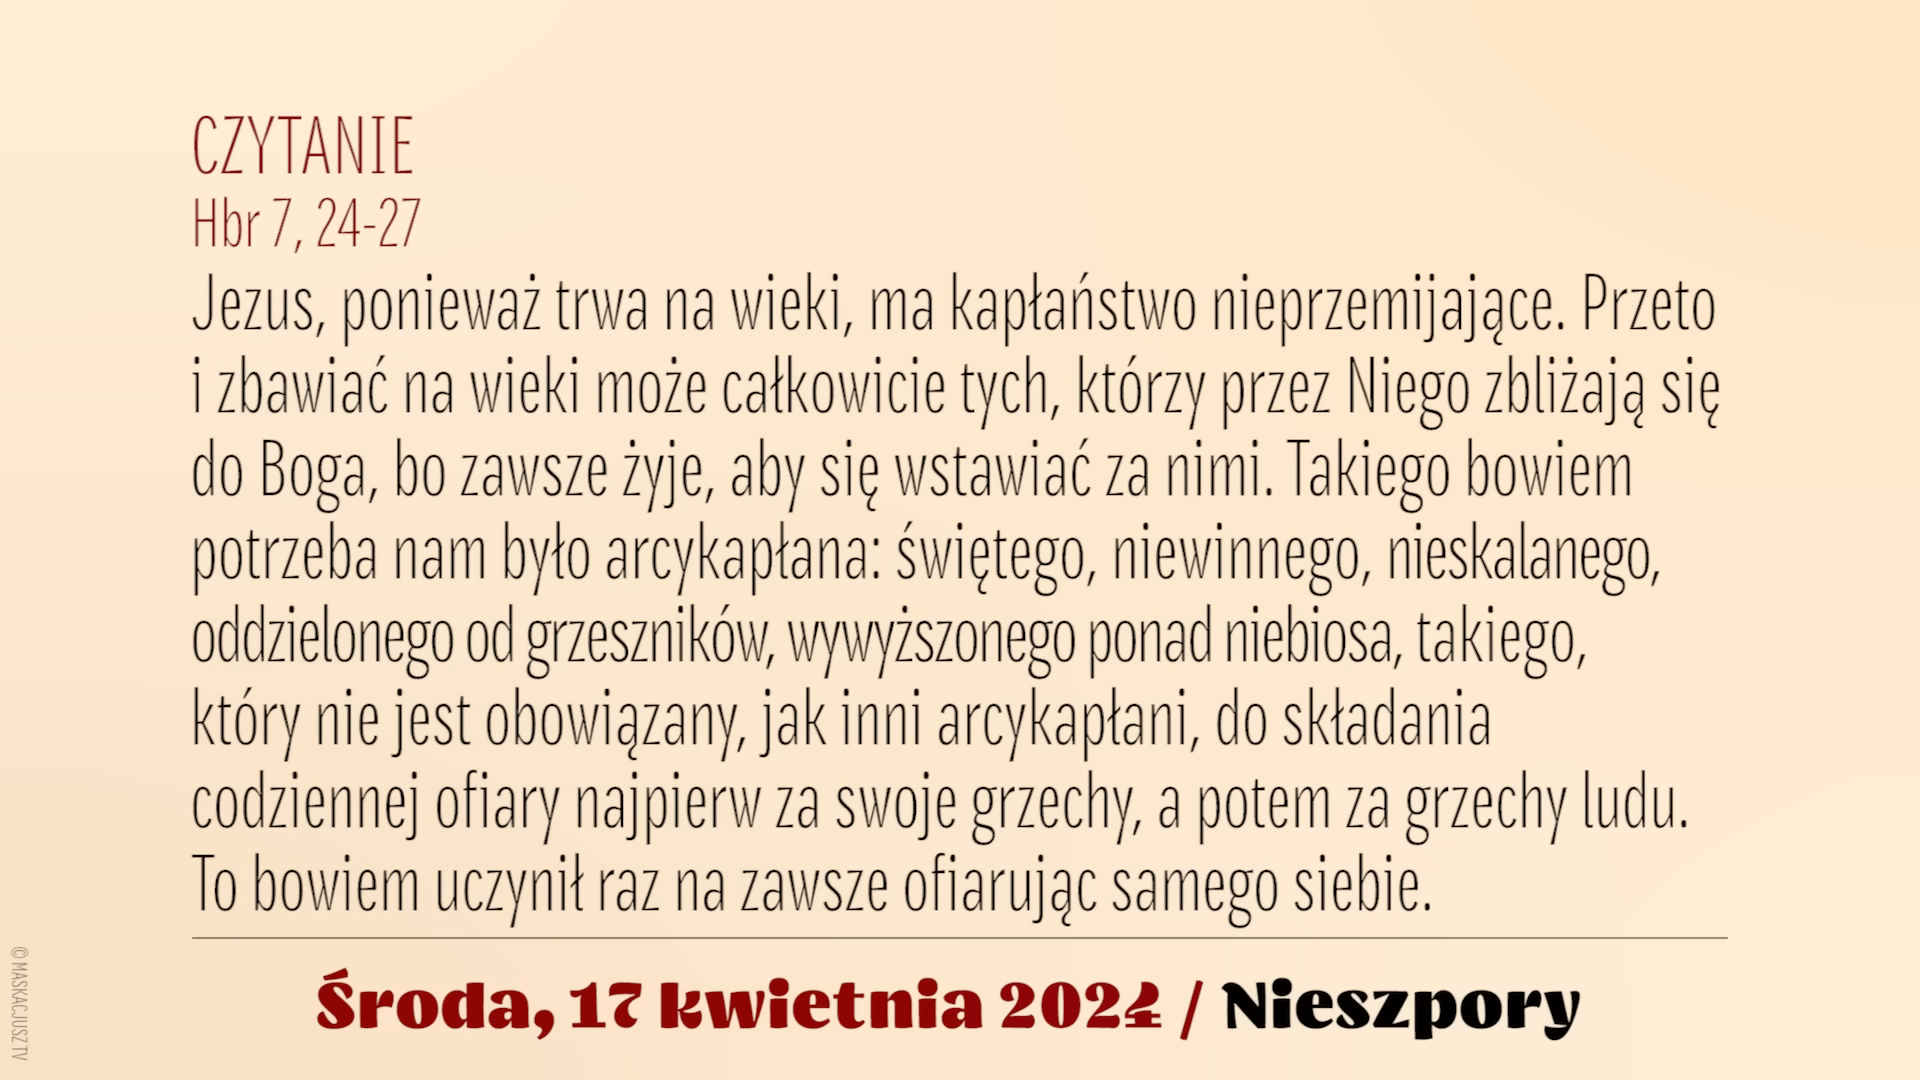 CZYTANIE
Hbr 7, 24-27
Jezus, ponieważ trwa na wieki, ma kapłaństwo nieprzemijające. Przeto
i zbawiać na wieki może całkowicie tych, którzy przez Niego zbliżają się
do Boga, bo zawsze żyje, aby się wstawiać za nimi. Takiego bowiem
potrzeba nam było arcykapłana: świętego, niewinnego, nieskalanego,
oddzielonego od grzeszników, wywyższonego ponad niebiosa, takiego,
który nie jest obowiązany, jak inni arcykapłani, do składania
codziennej ofiary najpierw za swoje grzechy, a potem za grzechy ludu.
To bowiem uczynił raz na zawsze ofiarując samego siebie.
Środa, 17 kwietnia 2024 / Nieszpory
© MASKACJUSZ TV